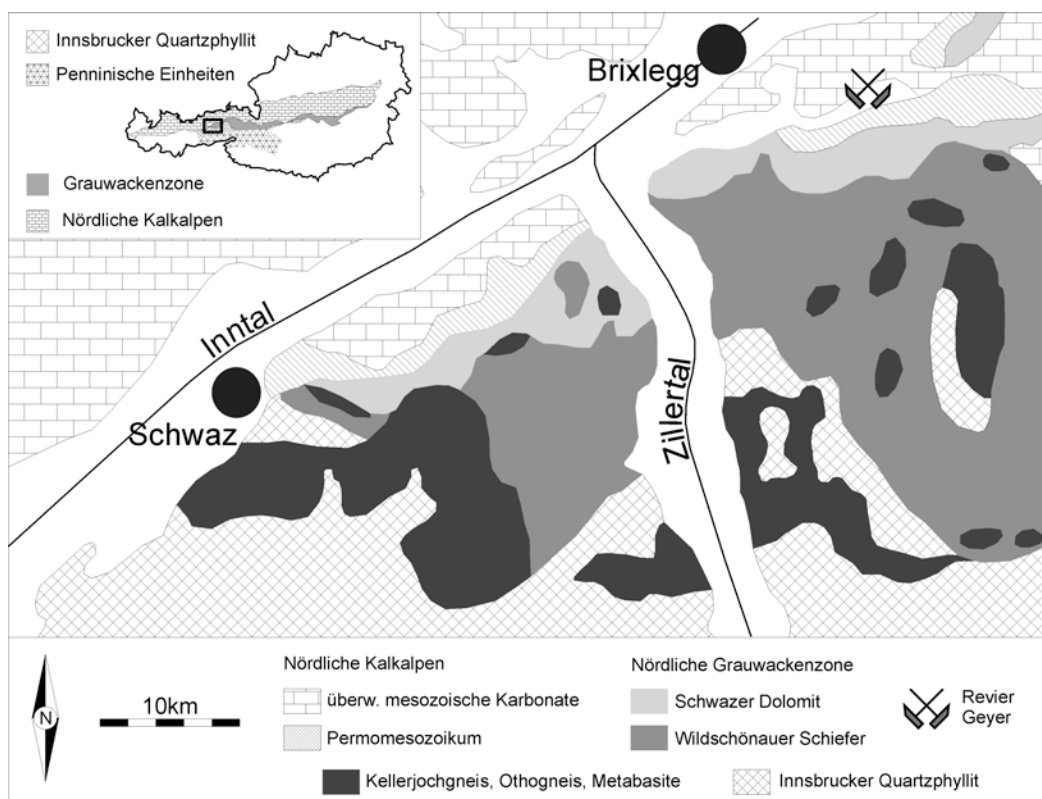 Innsbrucker Quartzphyllit
Penninische Einheiten
Grauwackenzone
Nördliche Kalkalpen
Brixlegg
Inntal
Schwaz
Zillertal
N
10km
Nördliche Kalkalpen
überw. mesozoische Karbonate
Permomesozoikum
Nördliche Grauwackenzone
Schwazer Dolomit
Wildschönauer Schiefer
Revier
Geyer
Kellerjochgneis, Othogneis, Metabasite
Innsbrucker Quartzphyllit